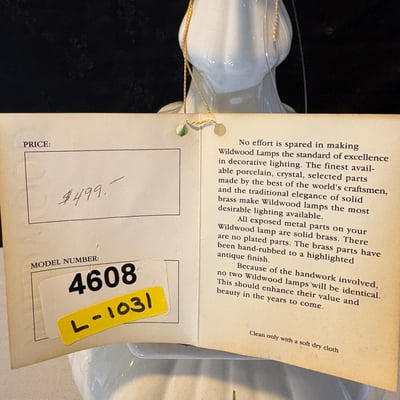 PRICE:
$499.-
MODEL NUMBER:
4608
L-1031
No effort is spared in making
Wildwood Lamps the standard of excellence
in decorative lighting. The finest avail-
able porcelain, crystal, selected parts
made by the best of the world's craftsmen,
and the traditional elegance of solid
brass make Wildwood Lamps the most
desirable lighting available.
All exposed metal parts on your
Wildwood lamp are solid brass. There
are no plated parts. The brass parts have
been hand-rubbed to a highlighted
antique finish.
Because of the handwork involved,
no two Wildwood lamps will be identical.
This should enhance their value and
beauty in the years to come.
Clean only with a soft dry cloth